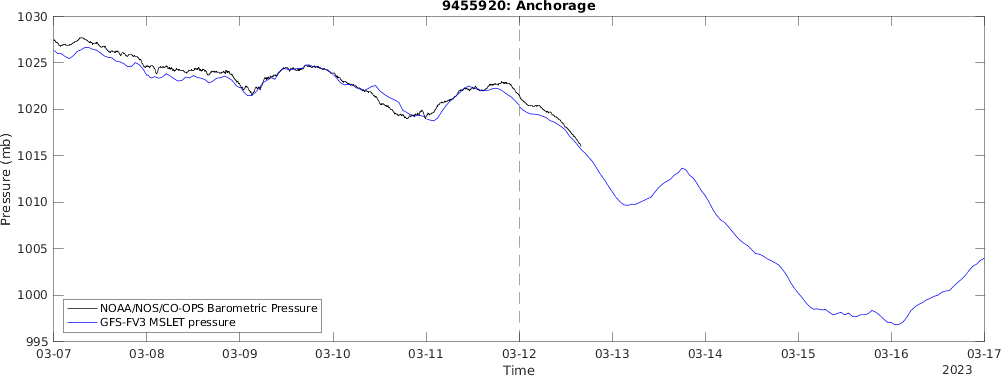 9455920: Anchorage
1030
1025
1020
1015
1010
1005
1000
995
Pressure (mb)
NOAA/NOS/CO-OPS Barometric Pressure
GFS-FV3 MSLET pressure
03-07 03-08 03-09 03-10 03-11 03-12 03-13 03-14 03-15 03-16 03-17
Time
2023